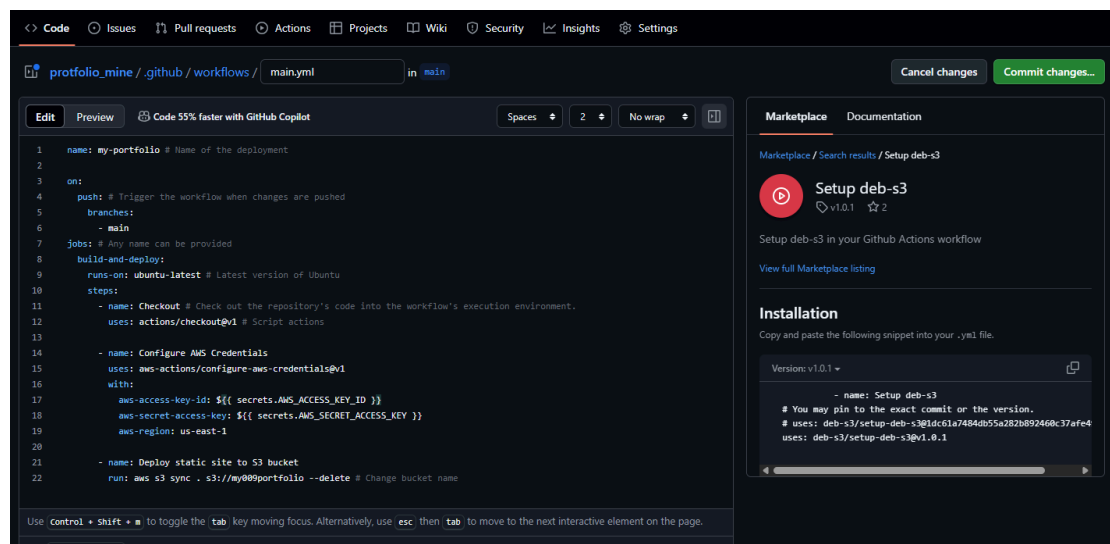 <> Code Issues Pull requests Actions Projects Wiki Security Insights Settings
protfolio_mine / .github / workflows / main.yml in main Cancel changes Commit changes...
Edit Preview Code 55% faster with GitHub Copilot Spaces 2 No wrap
1 name: my-portfolio # Name of the deployment
2
3 on:
4 push: # Trigger the workflow when changes are pushed
5 branches:
6 - main
7 jobs: # Any name can be provided
8 build-and-deploy:
9 runs-on: ubuntu-latest # Latest version of Ubuntu
10 steps:
11 - name: Checkout # Check out the repository's code into the workflow's execution environment.
12 uses: actions/checkout@v1 # Script actions
13
14 - name: Configure AWS Credentials
15 uses: aws-actions/configure-aws-credentials@v1
16 with:
17 aws-access-key-id: ${{ secrets.AWS_ACCESS_KEY_ID }}
18 aws-secret-access-key: ${{ secrets.AWS_SECRET_ACCESS_KEY }}
19 aws-region: us-east-1
20
21 - name: Deploy static site to S3 bucket
22 run: aws s3 sync . s3://my009portfolio --delete # Change bucket name
Use Control + Shift + m to toggle the tab key moving focus. Alternatively, use esc then tab to move to the next interactive element on the page.
Marketplace Documentation
Marketplace / Search results / Setup deb-s3
Setup deb-s3
v1.0.1 2
Setup deb-s3 in your Github Actions workflow
View full Marketplace listing
Installation
Copy and paste the following snippet into your .yml file.
Version: v1.0.1
- name: Setup deb-s3
# You may pin to the exact commit or the version.
# uses: deb-s3/setup-deb-s3@1dc61a7484db55a282b892460c37afe4
uses: deb-s3/setup-deb-s3@v1.0.1